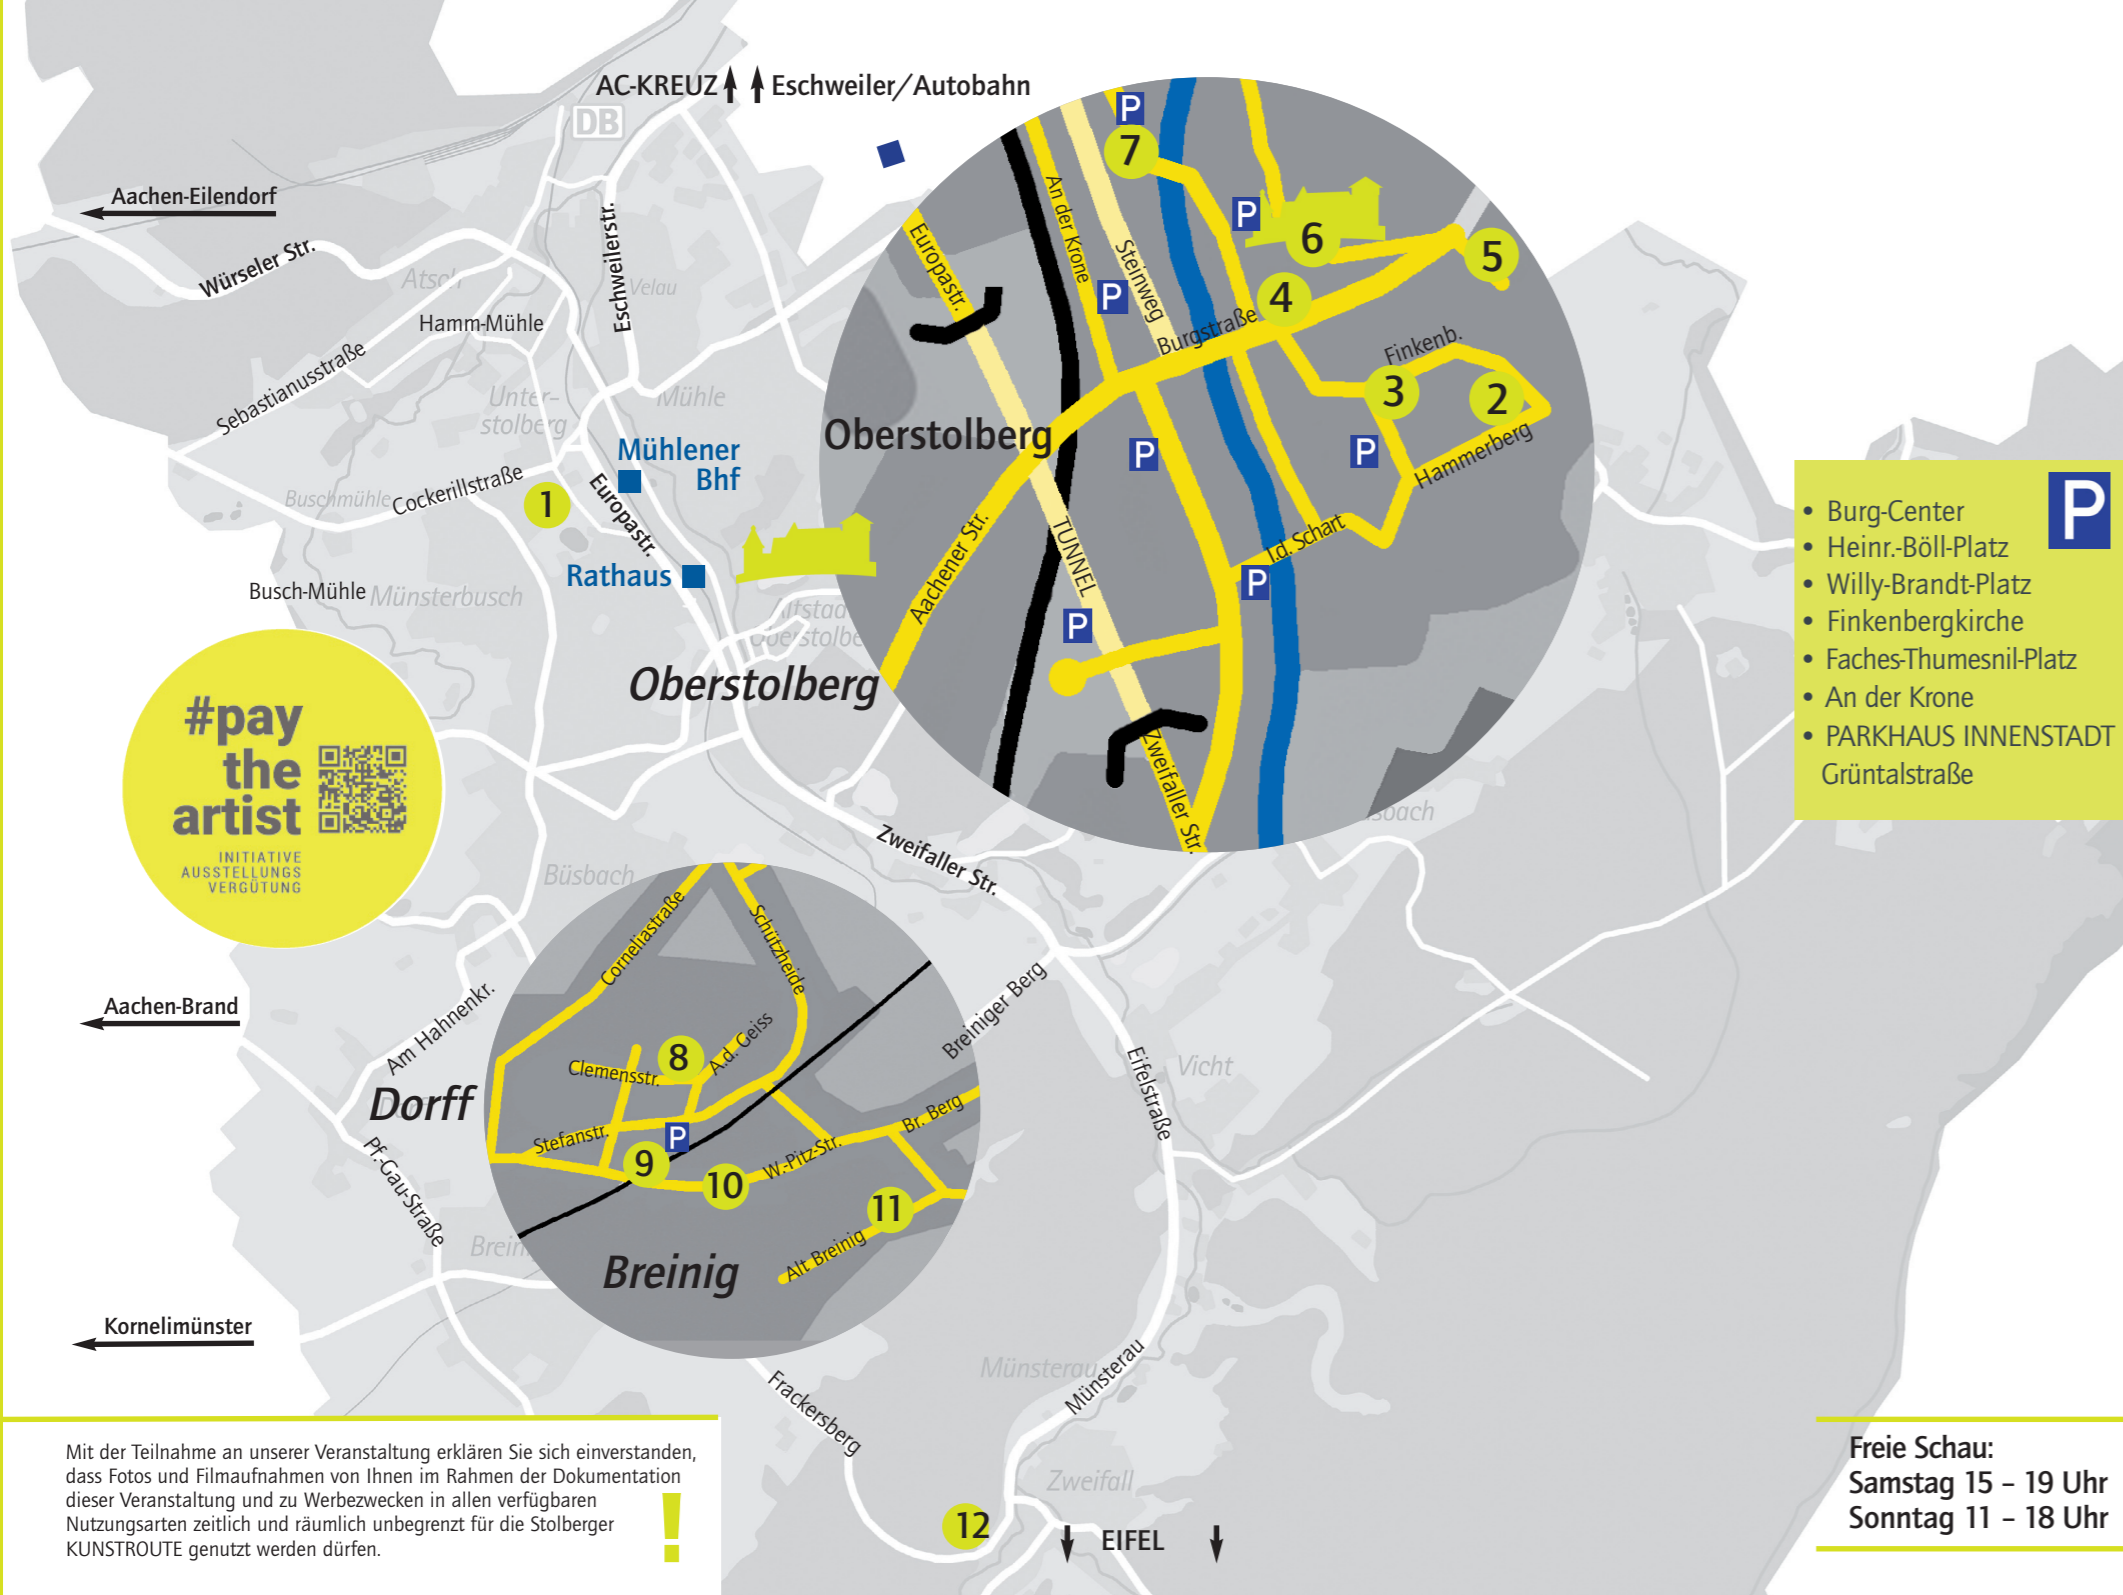 AC-KREUZ
Eschweiler/Autobahn
DB
Aachen-Eilendorf
Würseler Str.
Atsch
Eschweilerstr.
Velau
Hamm-Mühle
Sebastianusstraße
Unter-
stolberg
Mühle
Mühlener
Bhf
Buschmühle
Cockerillstraße
1
Europastr.
Rathaus
Busch-Mühle
Münsterbusch
Oberstolberg
P
7
An der Krone
Europastr.
Steinweg
P
6
5
P
4
Burgstraße
Finkenb.
3
2
Oberstolberg
P
P
Hammerberg
Aachener Str.
TUNNEL
I.d. Schart
P
P
Zweifaller Str.
P
• Burg-Center
• Heinr.-Böll-Platz
• Willy-Brandt-Platz
• Finkenbergkirche
• Faches-Thumesnil-Platz
• An der Krone
• PARKHAUS INNENSTADT
Grüntalstraße
#pay
the
artist
INITIATIVE
AUSSTELLUNGS
VERGÜTUNG
Büsbach
Zweifaller Str.
Corneliastraße
Schützheide
Aachen-Brand
Am Hahnenkr.
Breiniger Berg
Clemensstr.
8
A.d. Geiss
Dorff
Eifelstraße
Vicht
Stefanstr.
P
9
10
W.-Pitz-Str.
Br. Berg
11
Alt Breinig
Pf.-Gau-Straße
Breinig
Kornelimünster
Münsterau
Münsterau
Frackersberg
Zweifall
12
EIFEL
Mit der Teilnahme an unserer Veranstaltung erklären Sie sich einverstanden,
dass Fotos und Filmaufnahmen von Ihnen im Rahmen der Dokumentation
dieser Veranstaltung und zu Werbezwecken in allen verfügbaren
Nutzungsarten zeitlich und räumlich unbegrenzt für die Stolberger
KUNSTROUTE genutzt werden dürfen.
!
Freie Schau:
Samstag 15 – 19 Uhr
Sonntag 11 – 18 Uhr